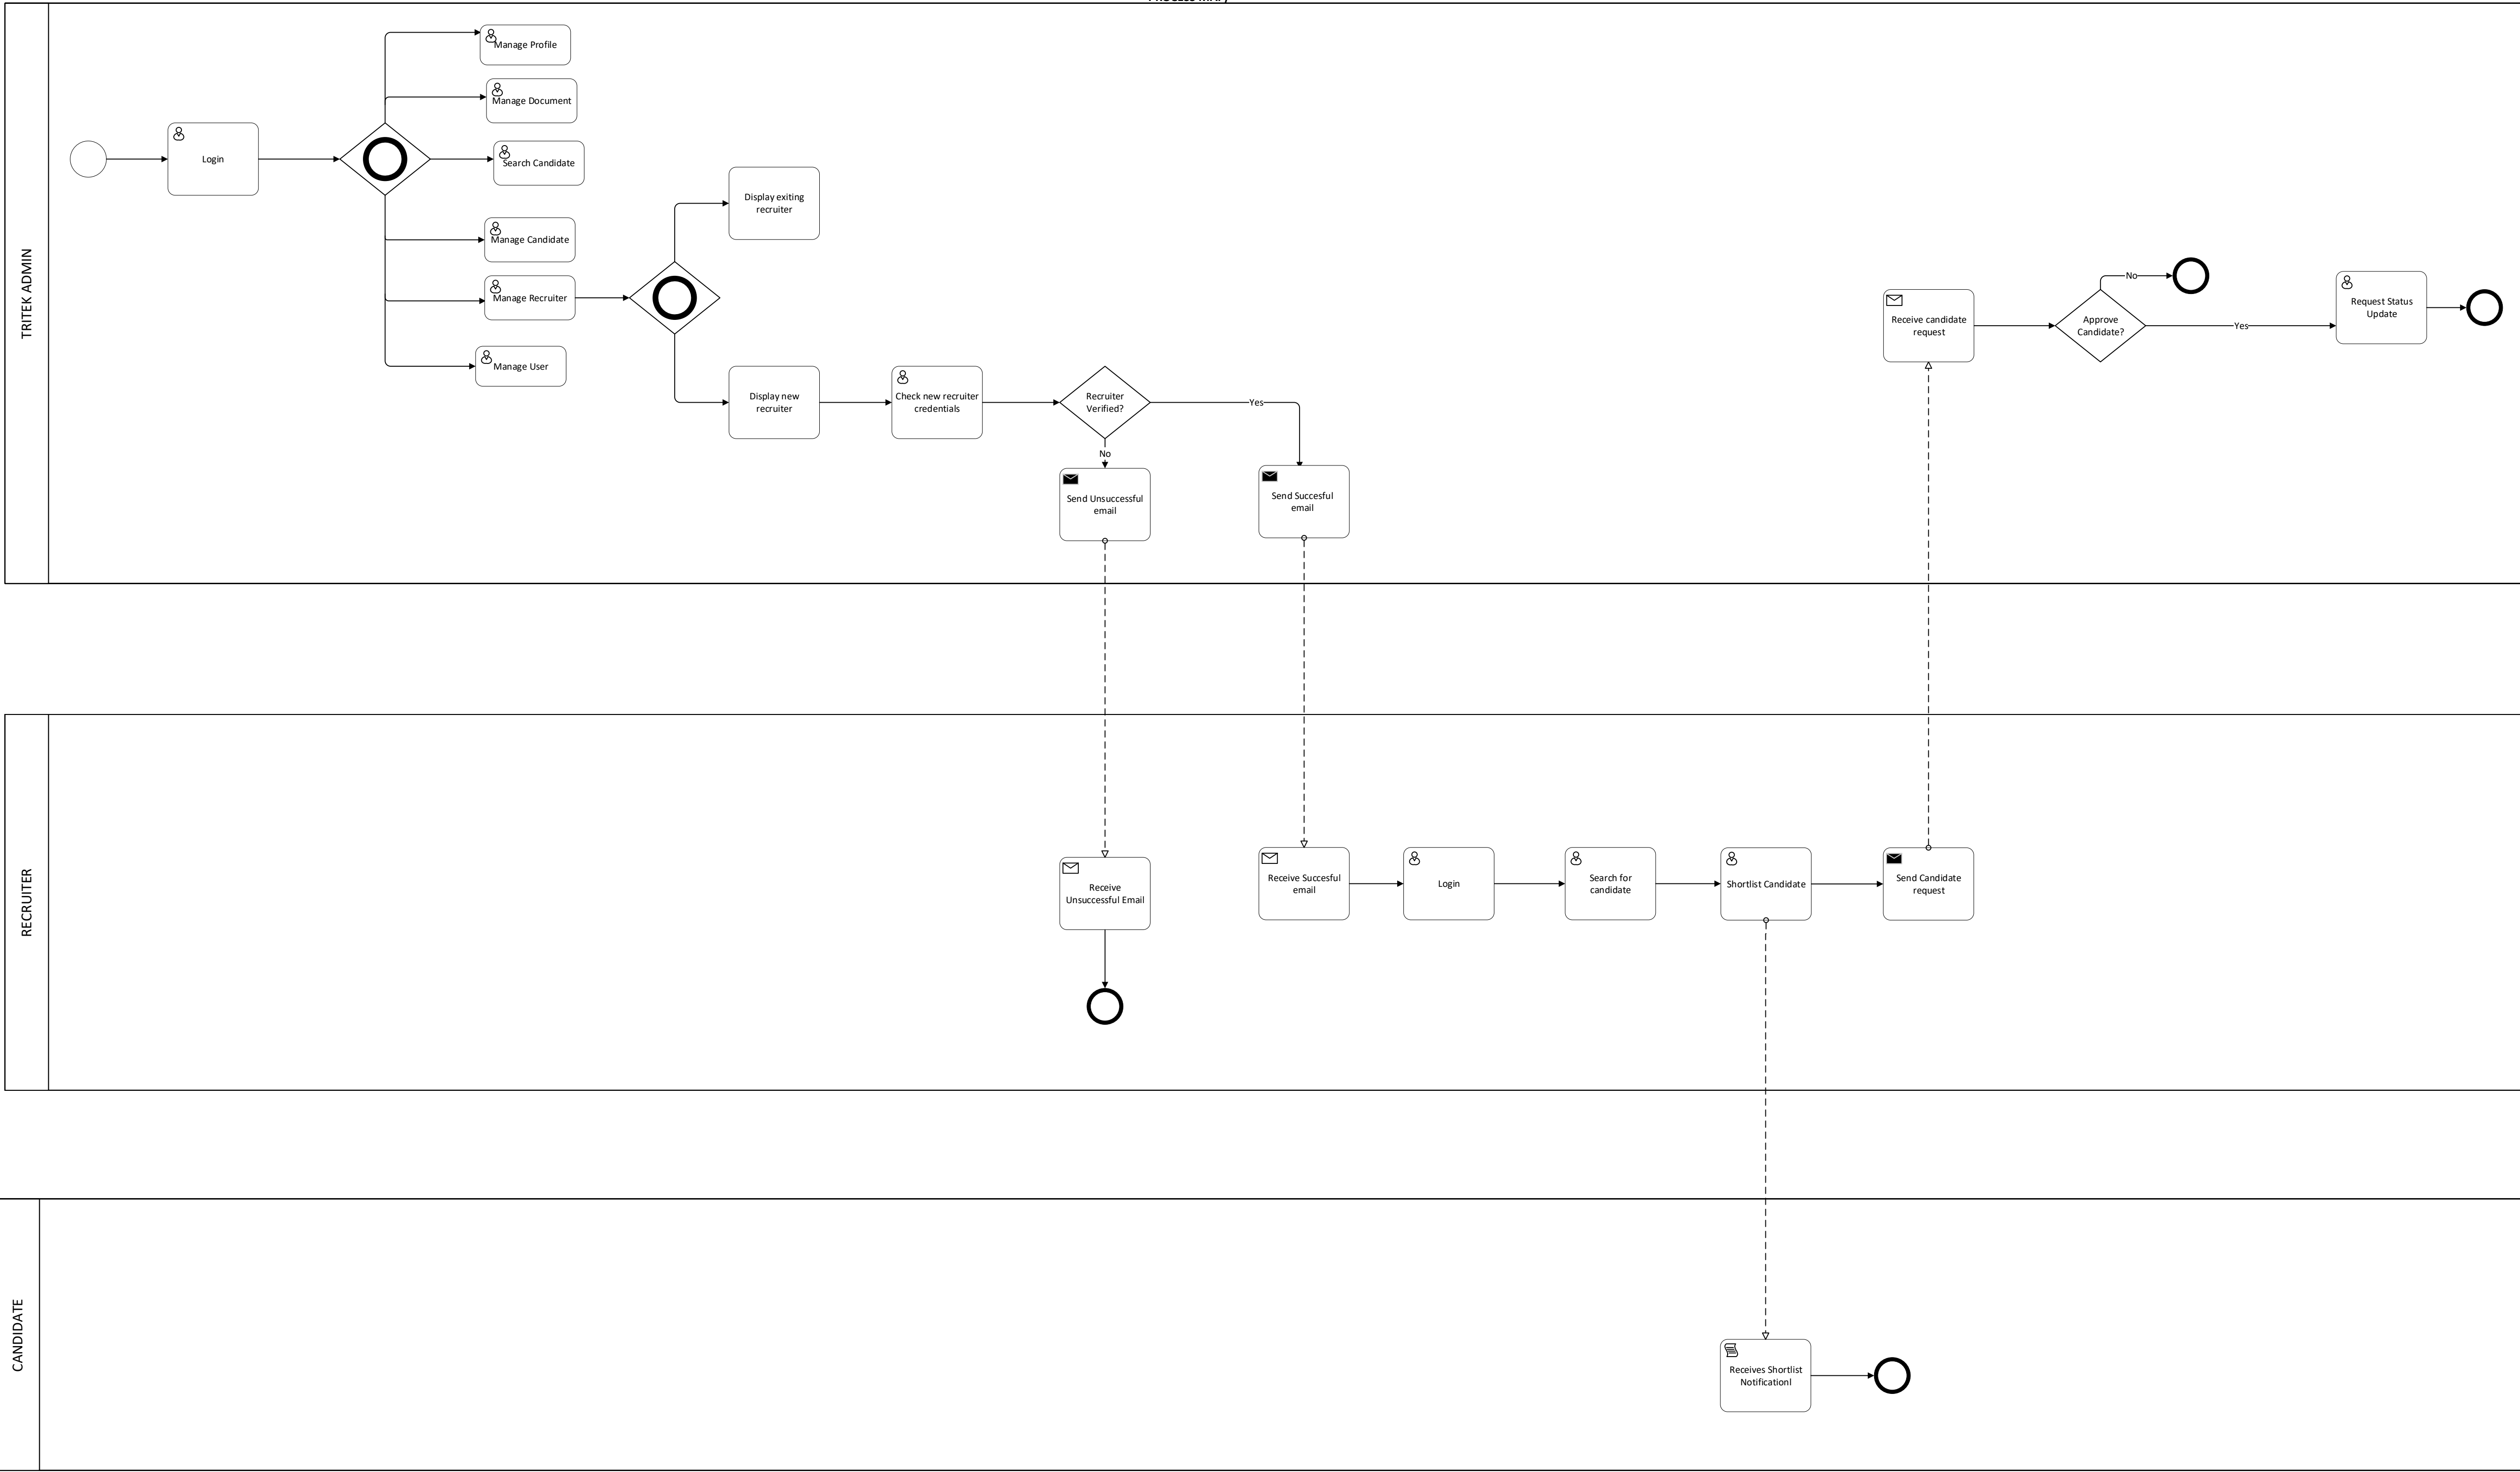 TRITEK ADMIN
Manage Profile
Manage Document
Login
Search Candidate
Manage Candidate
Manage Recruiter
Manage User
Display exiting
recruiter
Display new
recruiter
Check new recruiter
credentials
Recruiter
Verified?
Yes
No
Send Unsuccessful
email
Send Succesful
email
Receive candidate
request
Approve
Candidate?
No
Yes
Request Status
Update
RECRUITER
Receive
Unsuccessful Email
Receive Succesful
email
Login
Search for
candidate
Shortlist Candidate
Send Candidate
request
CANDIDATE
Receives Shortlist
Notificationl